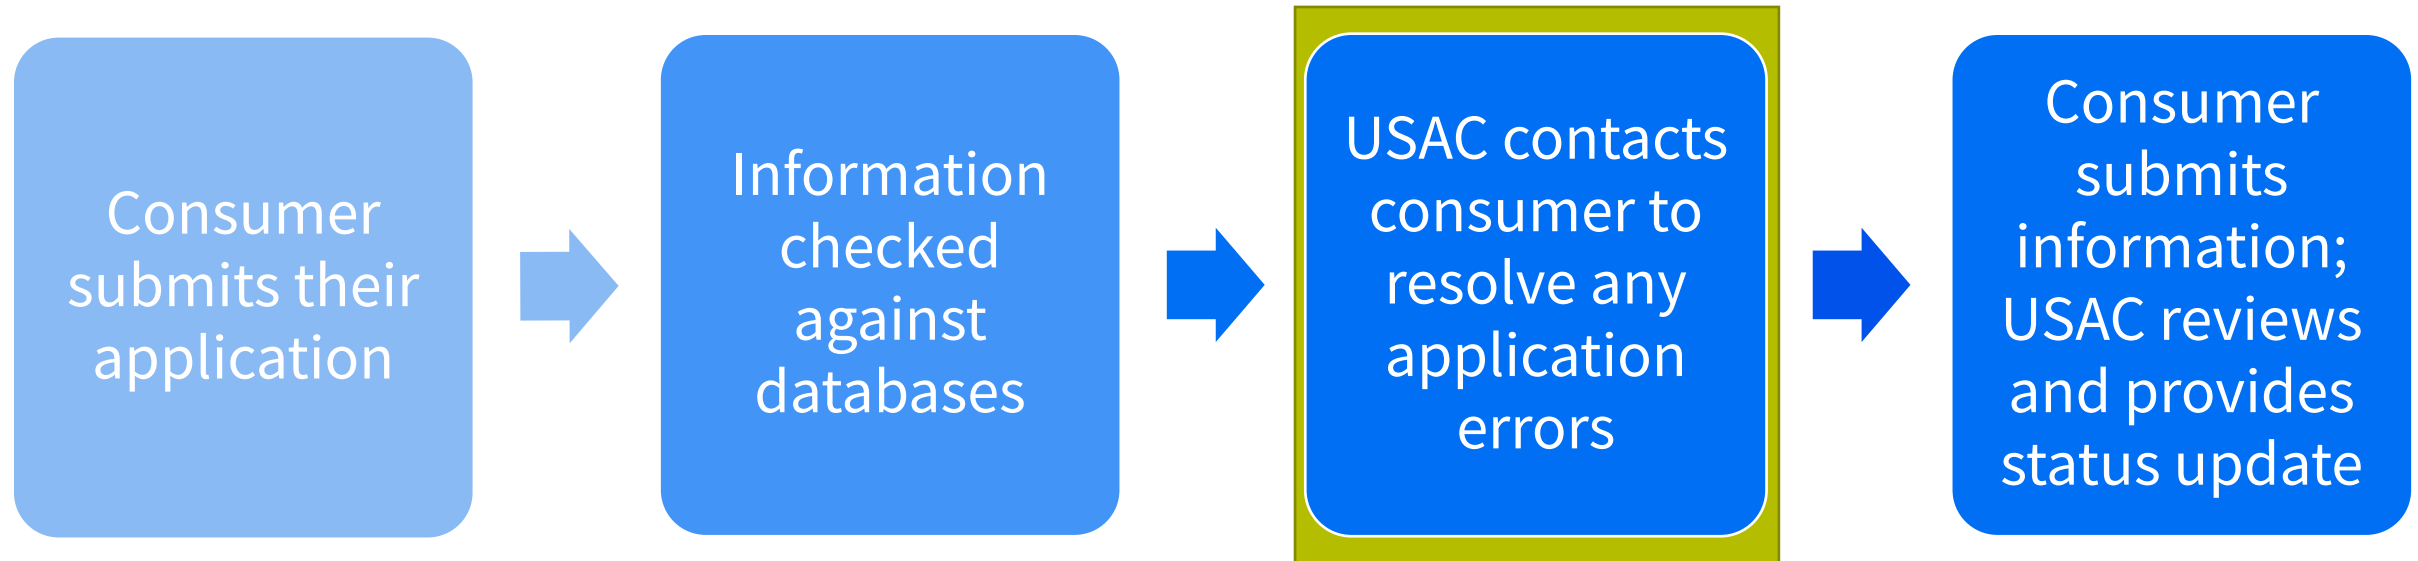 Consumer
submits their
application
Information
checked
against
databases
USAC contacts
consumer to
resolve any
application
errors
Consumer
submits
information;
USAC reviews
and provides
status update